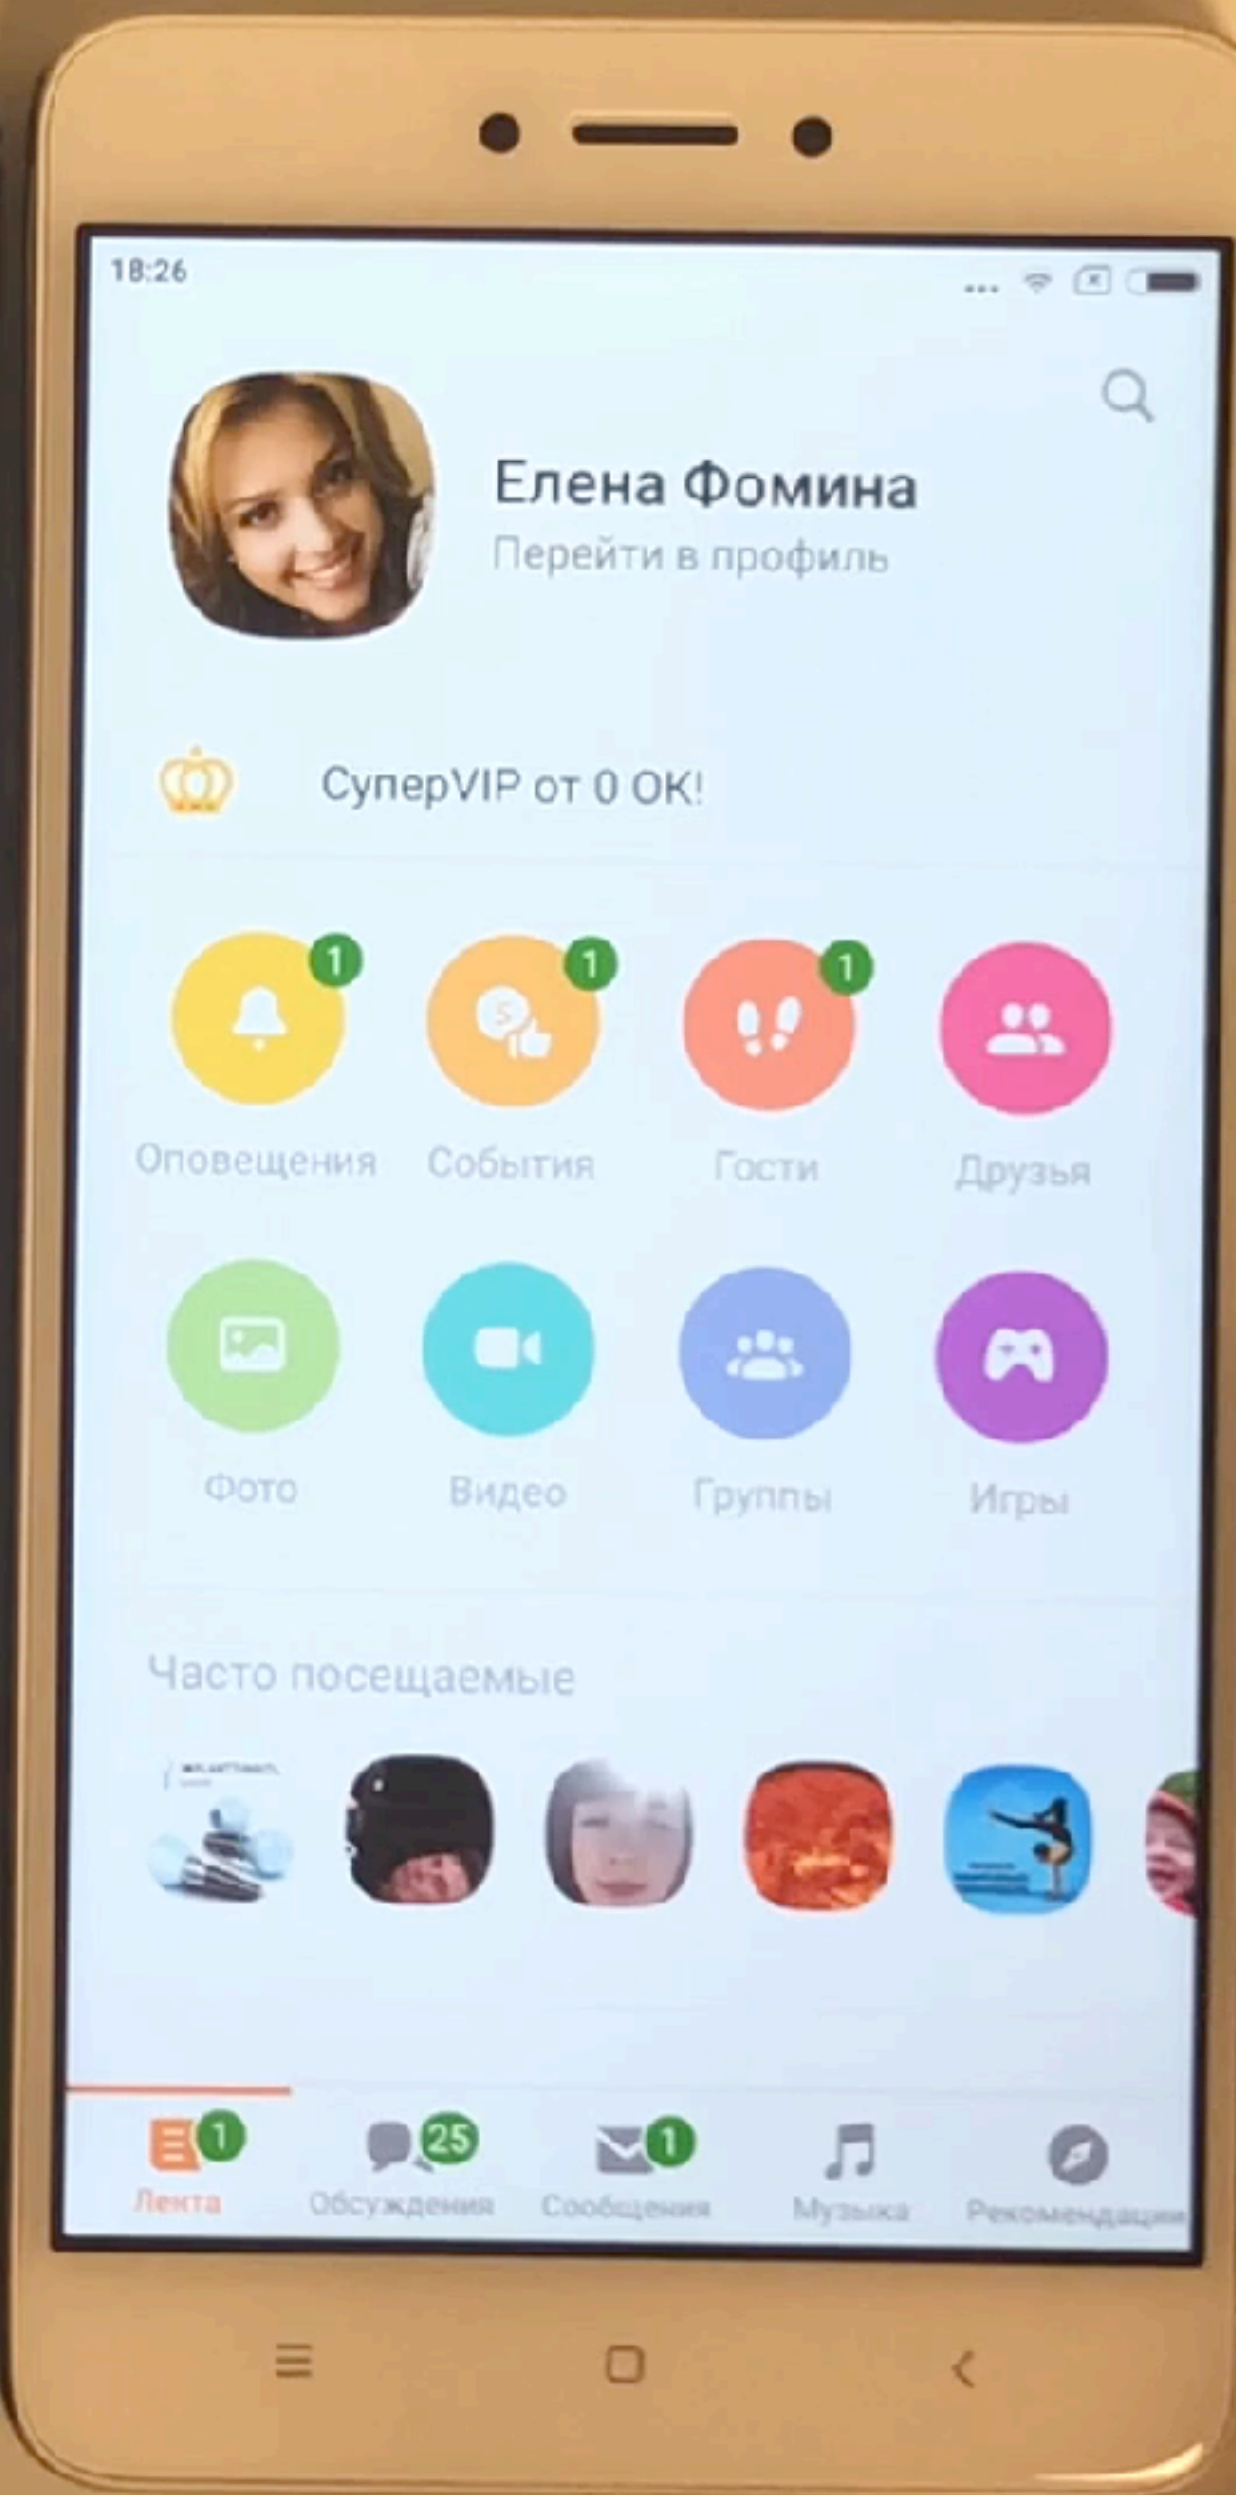 18:26
Елена Фомина
Перейти в профиль
СуперVIP от 0 ОК!
1 1 1
Оповещения События Гости Друзья
Фото Видео Группы Игры
Часто посещаемые
1 25 1
Лента Обсуждения Сообщения Музыка Рекомендации